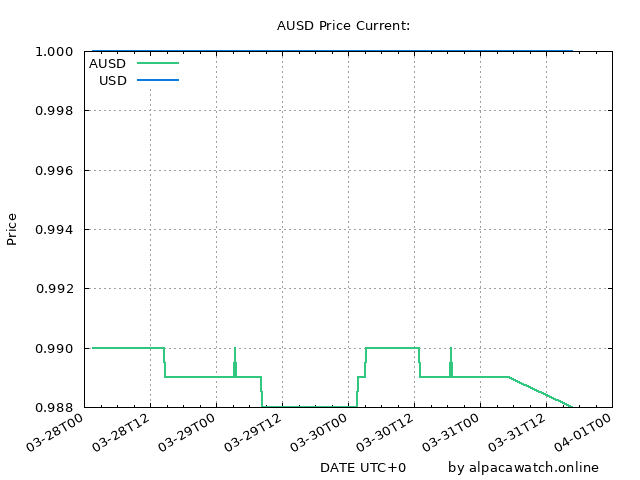 AUSD Price Current:
1.000
AUSD
USD
0.998
0.996
0.994
Price
0.992
0.990
0.988
03-28T00 03-28T12 03-29T00 03-29T12 03-30T00 03-30T12 03-31T00 03-31T12 04-01T00
DATE UTC+0 by alpacawatch.online